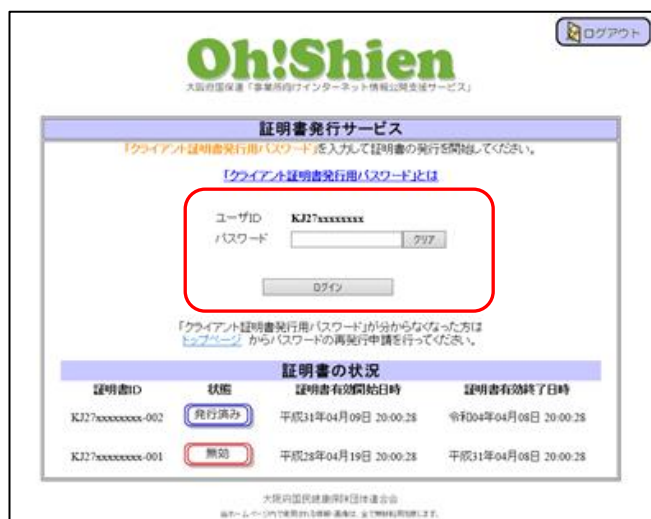 ログアウト
Oh!Shien
大阪府国保連「事業所向けインターネット情報公開支援サービス」
証明書発行サービス
「クライアント証明書発行用パスワード」を入力して証明書の発行を開始してください。
「クライアント証明書発行用パスワード」とは
ユーザID KJ27xxxxxxxx
パスワード クリア
ログイン
「クライアント証明書発行用パスワード」が分からなくなった方は
トップページ からパスワードの再発行申請を行ってください。
証明書の状況
証明書ID 状態 証明書有効開始日時 証明書有効終了日時
KJ27xxxxxxxx-002 発行済み 平成31年04月09日 20:00:28 令和04年04月08日 20:00:28
KJ27xxxxxxxx-001 無効 平成28年04月19日 20:00:28 平成31年04月08日 20:00:28
大阪府国民健康保険団体連合会